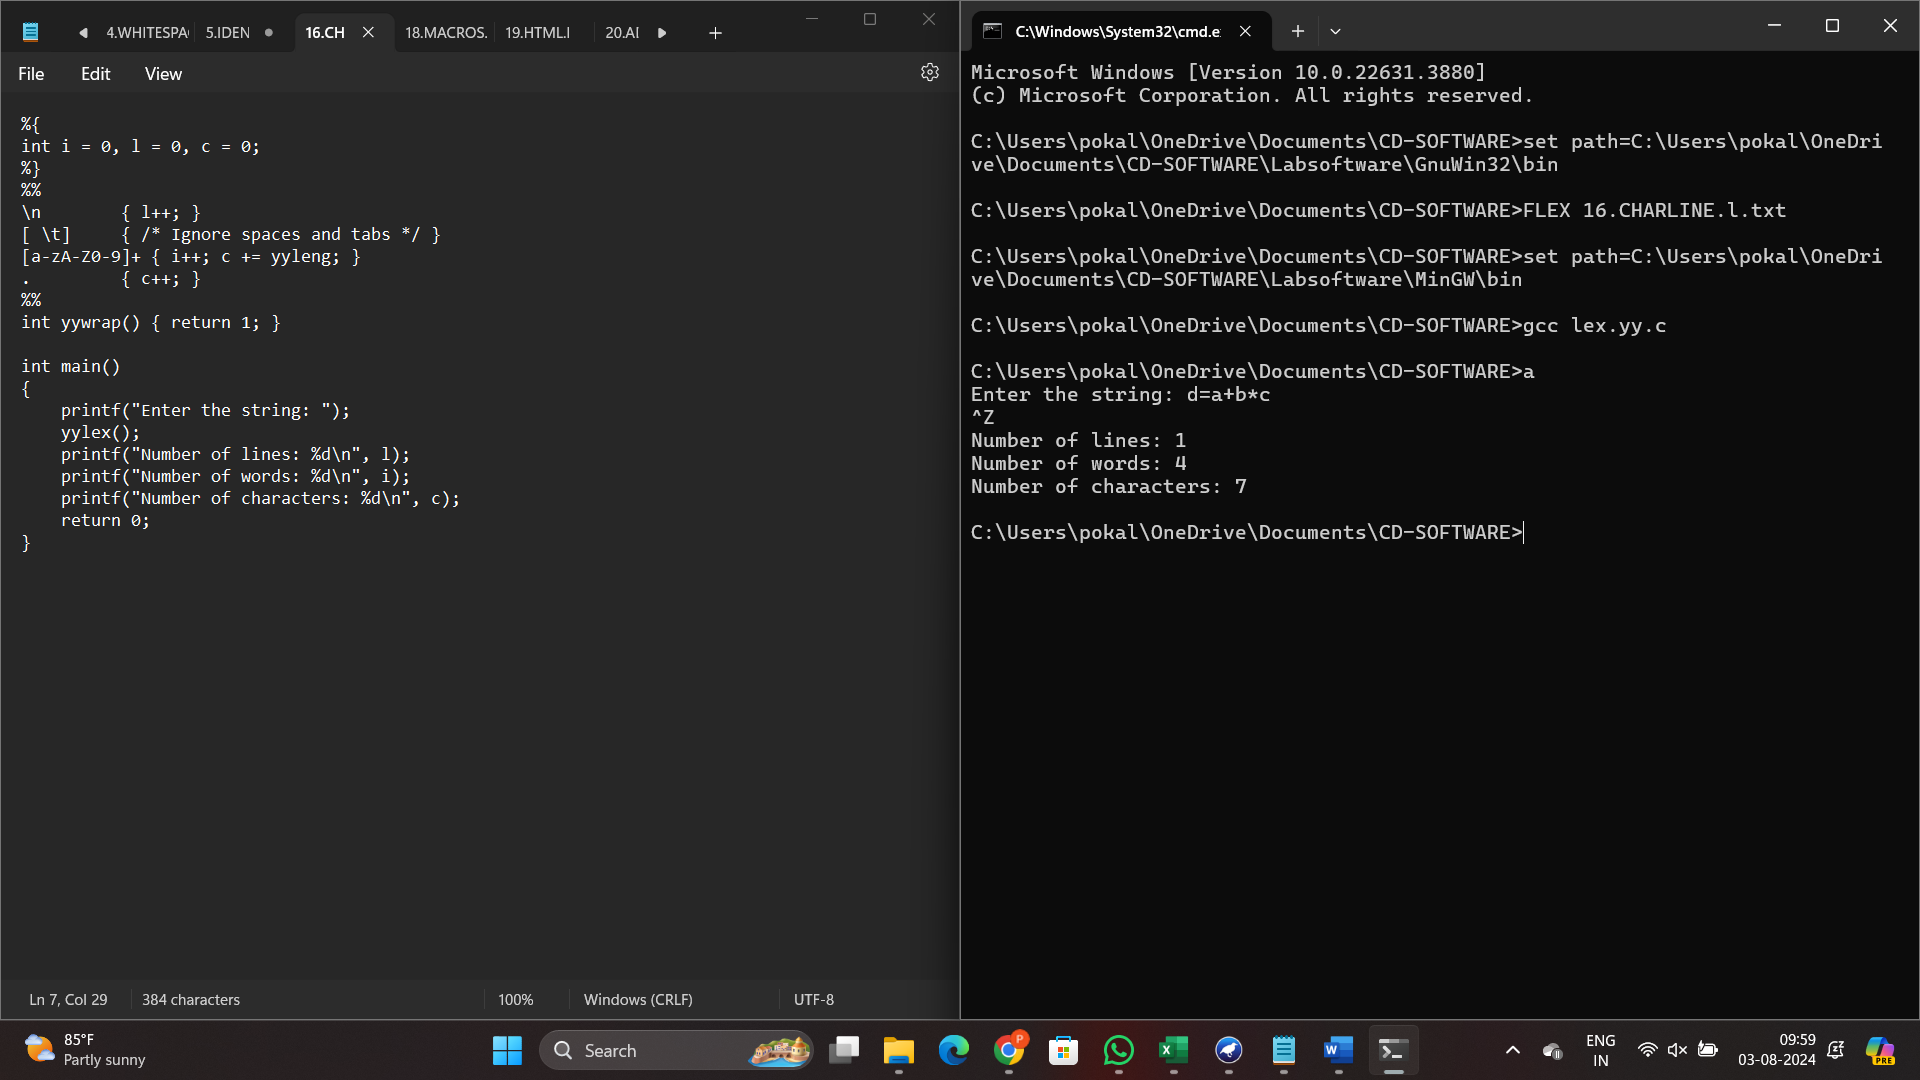 4.WHITESPA
5.IDEN
16.CH
18.MACROS.
19.HTML.l
20.Al
File
Edit
View
%{
int i = 0, l = 0, c = 0;
%}
%%
\n        { l++; }
[ \t]     { /* Ignore spaces and tabs */ }
[a-zA-Z0-9]+ { i++; c += yyleng; }
.         { c++; }
%%
int yywrap() { return 1; }
int main()
{
    printf("Enter the string: ");
    yylex();
    printf("Number of lines: %d\n", l);
    printf("Number of words: %d\n", i);
    printf("Number of characters: %d\n", c);
    return 0;
}
Ln 7, Col 29
384 characters
100%
Windows (CRLF)
UTF-8
C:\Windows\System32\cmd.e
Microsoft Windows [Version 10.0.22631.3880]
(c) Microsoft Corporation. All rights reserved.
C:\Users\pokal\OneDrive\Documents\CD-SOFTWARE>set path=C:\Users\pokal\OneDri
ve\Documents\CD-SOFTWARE\Labsoftware\GnuWin32\bin
C:\Users\pokal\OneDrive\Documents\CD-SOFTWARE>FLEX 16.CHARLINE.l.txt
C:\Users\pokal\OneDrive\Documents\CD-SOFTWARE>set path=C:\Users\pokal\OneDri
ve\Documents\CD-SOFTWARE\Labsoftware\MinGW\bin
C:\Users\pokal\OneDrive\Documents\CD-SOFTWARE>gcc lex.yy.c
C:\Users\pokal\OneDrive\Documents\CD-SOFTWARE>a
Enter the string: d=a+b*c
^Z
Number of lines: 1
Number of words: 4
Number of characters: 7
C:\Users\pokal\OneDrive\Documents\CD-SOFTWARE>
85°F
Partly sunny
Search
P
ENG
IN
09:59
03-08-2024
PRE